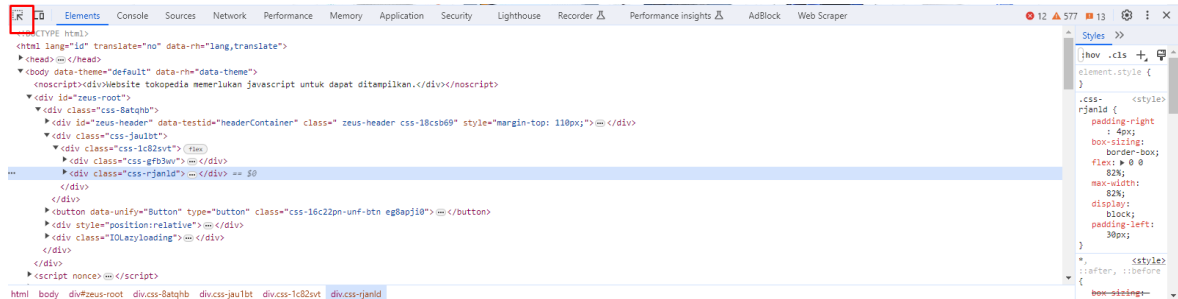 Elements Console Sources Network Performance Memory Application Security Lighthouse Recorder Performance insights AdBlock Web Scraper 12 577 13
<!DOCTYPE html>
<html lang="id" translate="no" data-rh="lang,translate">
<head> … </head>
<body data-theme="default" data-rh="data-theme">
<noscript><div>Website tokopedia memerlukan javascript untuk dapat ditampilkan.</div></noscript>
<div id="zeus-root">
<div class="css-8atqhb">
<div id="zeus-header" data-testid="headerContainer" class=" zeus-header css-18csb69" style="margin-top: 110px;"> … </div>
<div class="css-jau1bt">
<div class="css-1c82svt"> flex
<div class="css-gfb3wv"> … </div>
<div class="css-rjanld"> … </div> == $0
</div>
</div>
<button data-unify="Button" type="button" class="css-16c22pn-unf-btn eg8apji0"> … </button>
<div style="position:relative"> … </div>
<div class="IOLazyloading"> … </div>
</div>
</div>
<script nonce> … </script>
html body div#zeus-root div.css-8atqhb div.css-jau1bt div.css-1c82svt div.css-rjanld
Styles
:hov .cls
element.style {
}
.css- <style>
rjanld {
padding-right
: 4px;
box-sizing:
border-box;
flex: 0 0
82%;
max-width:
82%;
display:
block;
padding-left:
30px;
}
*, <style>
::after, ::before
{
box-sizing: